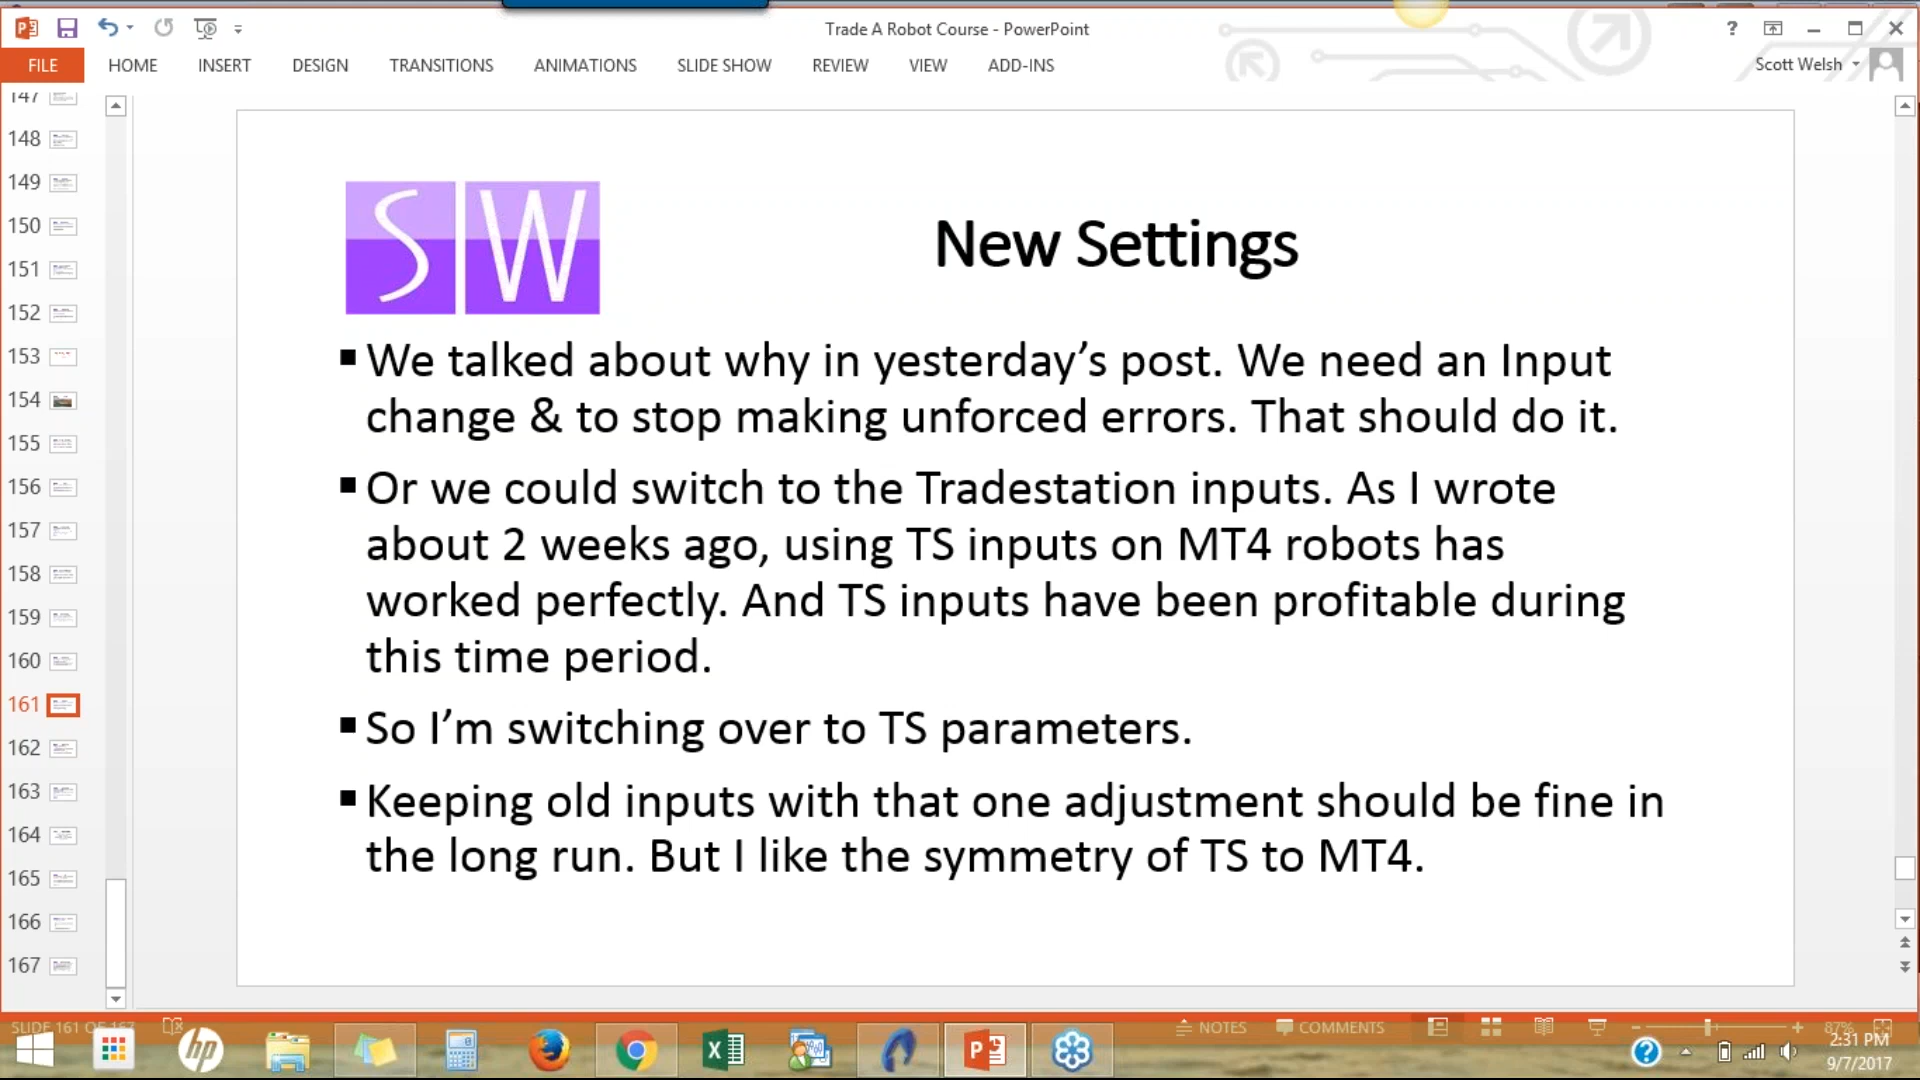 Trade A Robot Course - PowerPoint
?
FILE HOME INSERT DESIGN TRANSITIONS ANIMATIONS SLIDE SHOW REVIEW VIEW ADD-INS
Scott Welsh
147
148
149
150
151
152
153
154
155
156
157
158
159
160
161
162
163
164
165
166
167
S W
New Settings
▪ We talked about why in yesterday’s post. We need an Input
change & to stop making unforced errors. That should do it.
▪ Or we could switch to the Tradestation inputs. As I wrote
about 2 weeks ago, using TS inputs on MT4 robots has
worked perfectly. And TS inputs have been profitable during
this time period.
▪ So I’m switching over to TS parameters.
▪ Keeping old inputs with that one adjustment should be fine in
the long run. But I like the symmetry of TS to MT4.
SLIDE 161 OF 167
NOTES COMMENTS
87%
hp
?
2:31 PM
9/7/2017